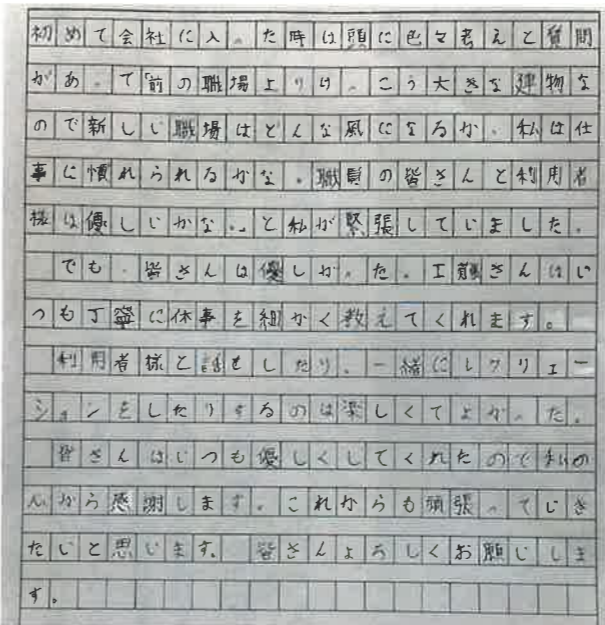 初めて会社に入った時は頭に色々考えと質問
があって「前の職場よりけっこう大きな建物な
ので新しい職場はどんな風になるか、私は仕
事に慣れられるかな、職員の皆さんと利用者
様は優しいかな。」と私が緊張していました。
でも、皆さんは優しかった。工藤さんはい
つも丁寧に仕事を細かく教えてくれます。
利用者様と話をしたり、一緒にレクリエー
ションをしたりするのは楽しくてよかった。
皆さんはいつも優しくしてくれたので私の
心から感謝します。これからも頑張っていき
たいと思います。皆さんよろしくお願いしま
す。